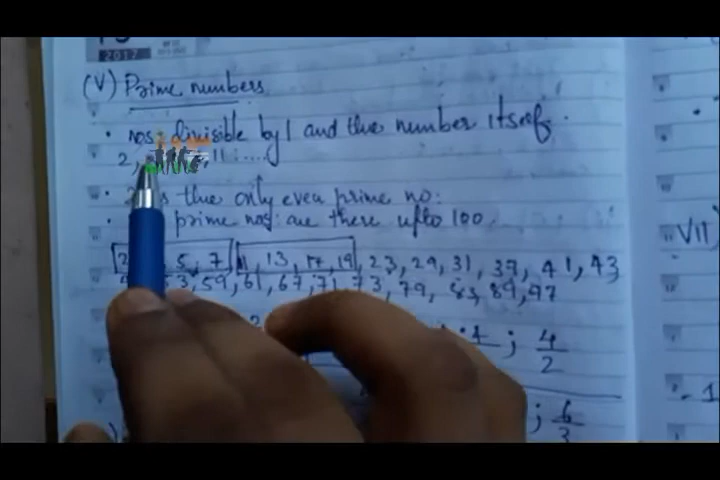 2017
(V) Prime numbers
• nos: divisible by 1 and the number itself.
2, , 11 ....
• the only even prime no:
• prime nos: are there upto 100
5, 7, 13, 17, 19, 23, 29, 31, 37, 41, 43
53, 59, 61, 67, 71, 73, 79, 83, 89, 97
; 4/2
; 6/3
VII
- 1